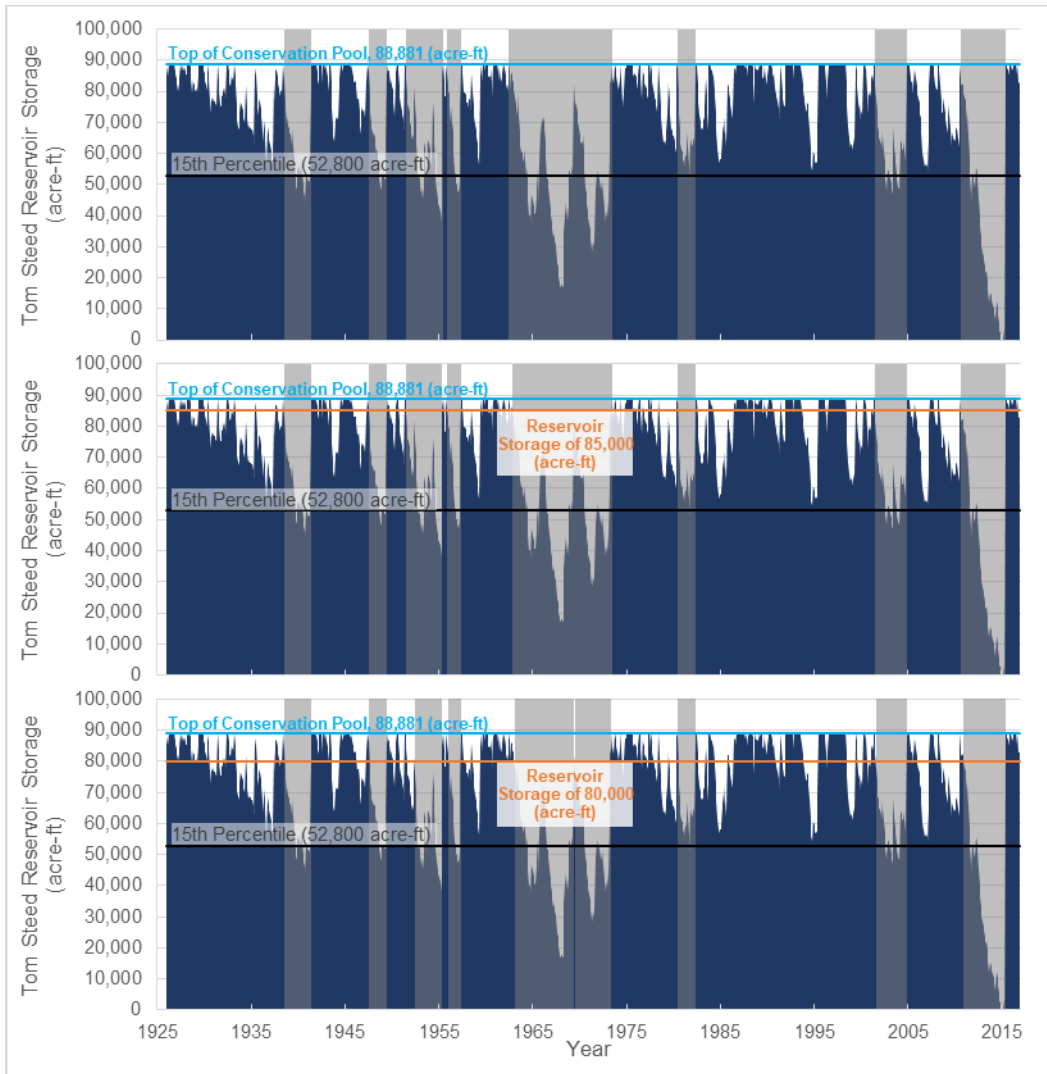 Tom Steed Reservoir Storage
(acre-ft)
100,000
90,000
80,000
70,000
60,000
50,000
40,000
30,000
20,000
10,000
0
Top of Conservation Pool, 88,881 (acre-ft)
15th Percentile (52,800 acre-ft)
Tom Steed Reservoir Storage
(acre-ft)
100,000
90,000
80,000
70,000
60,000
50,000
40,000
30,000
20,000
10,000
0
Top of Conservation Pool, 88,881 (acre-ft)
Reservoir
Storage of 85,000
(acre-ft)
15th Percentile (52,800 acre-ft)
Tom Steed Reservoir Storage
(acre-ft)
100,000
90,000
80,000
70,000
60,000
50,000
40,000
30,000
20,000
10,000
0
Top of Conservation Pool, 88,881 (acre-ft)
Reservoir
Storage of 80,000
(acre-ft)
15th Percentile (52,800 acre-ft)
1925 1935 1945 1955 1965 1975 1985 1995 2005 2015
Year